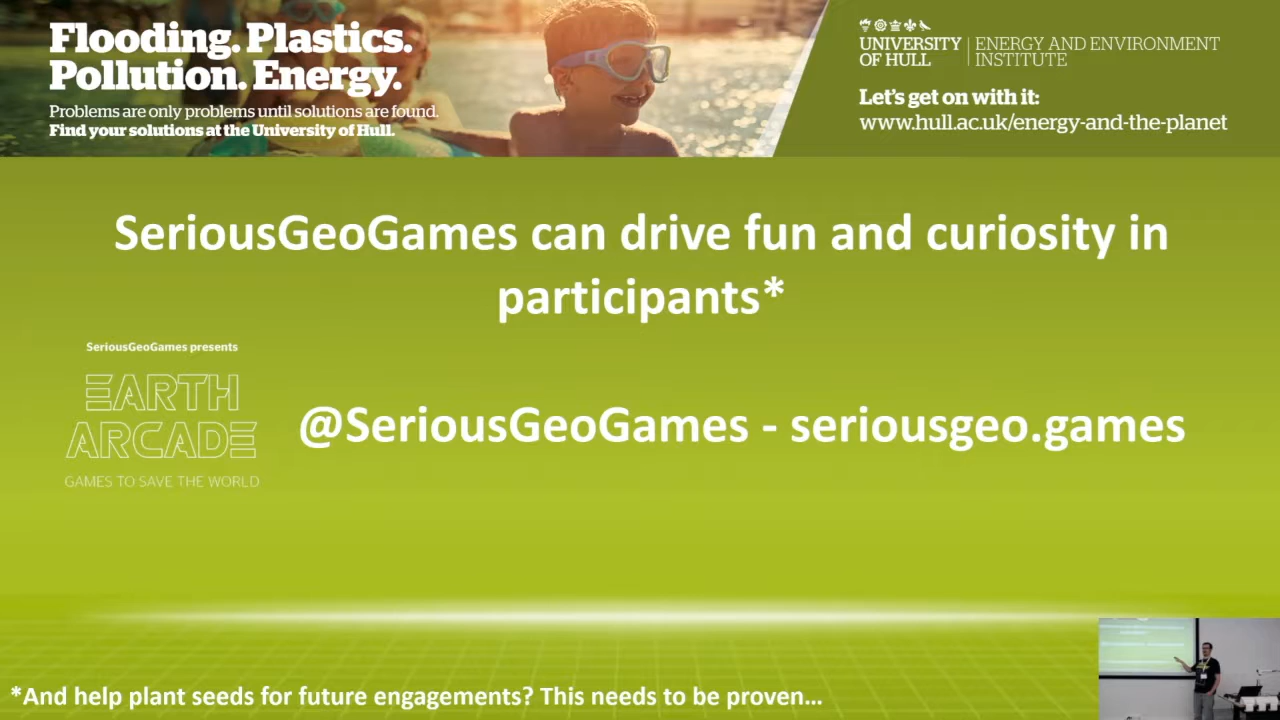 Flooding. Plastics.
Pollution. Energy.
Problems are only problems until solutions are found.
Find your solutions at the University of Hull.
UNIVERSITY OF HULL
ENERGY AND ENVIRONMENT INSTITUTE
Let's get on with it:
www.hull.ac.uk/energy-and-the-planet
SeriousGeoGames can drive fun and curiosity in
participants*
SeriousGeoGames presents
EARTH
ARCADE
GAMES TO SAVE THE WORLD
@SeriousGeoGames - seriousgeo.games
*And help plant seeds for future engagements? This needs to be proven...